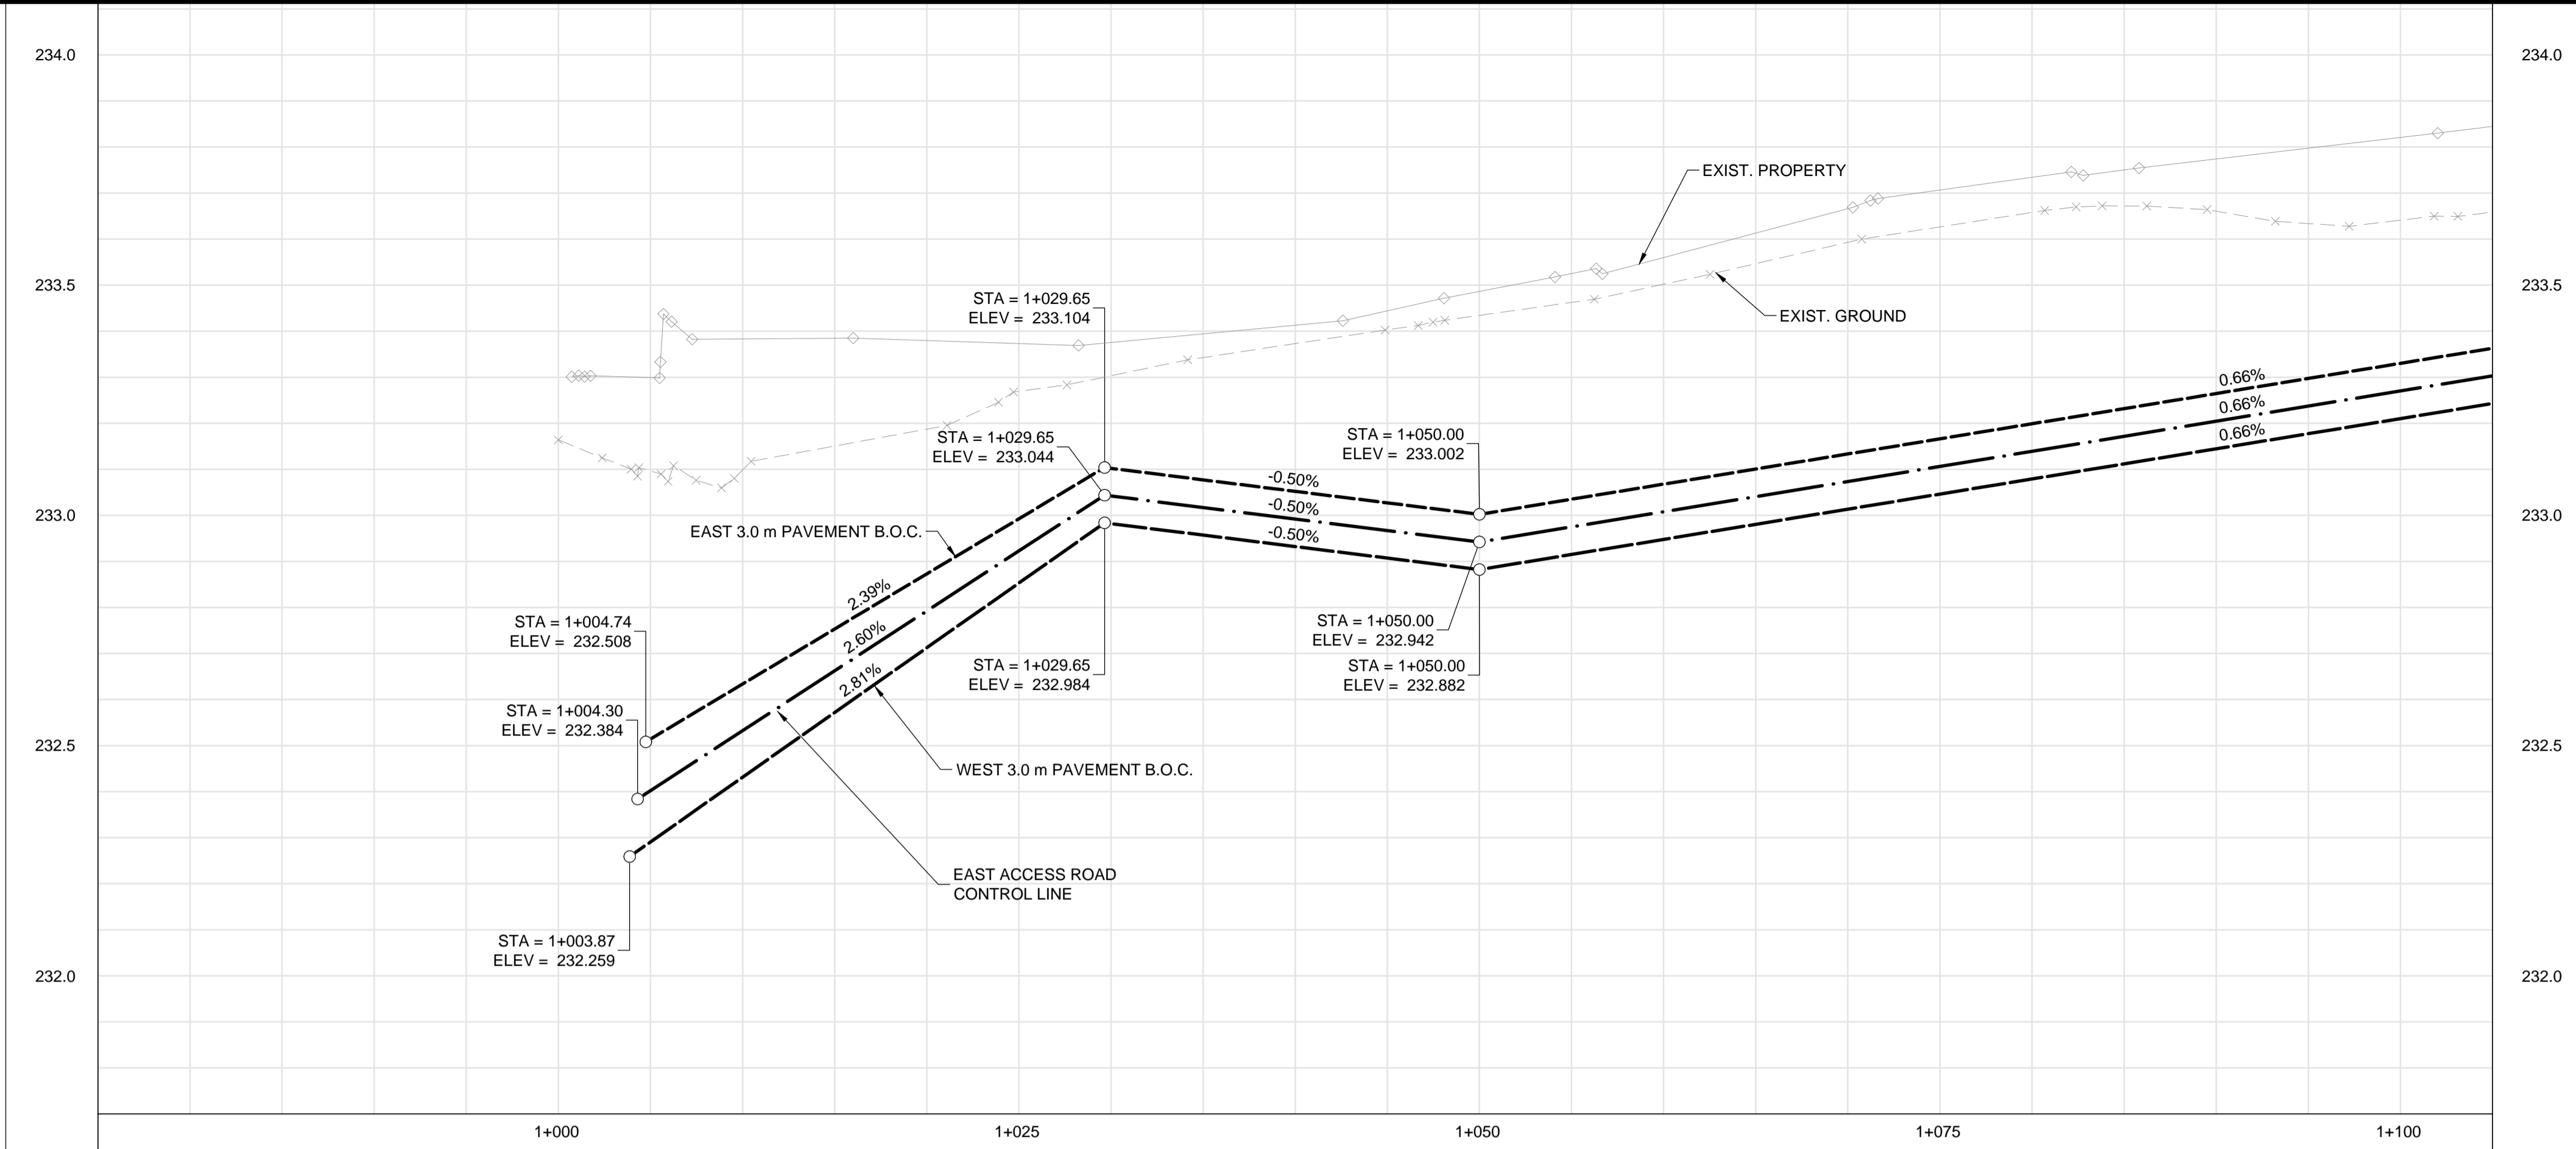 234.0
234.0
EXIST. PROPERTY
233.5
233.5
STA = 1+029.65
ELEV = 233.104
EXIST. GROUND
0.66%
0.66%
0.66%
STA = 1+029.65
ELEV = 233.044
STA = 1+050.00
ELEV = 233.002
-0.50%
-0.50%
-0.50%
233.0
233.0
EAST 3.0 m PAVEMENT B.O.C.
2.39%
2.60%
2.81%
STA = 1+004.74
ELEV = 232.508
STA = 1+050.00
ELEV = 232.942
STA = 1+029.65
ELEV = 232.984
STA = 1+050.00
ELEV = 232.882
STA = 1+004.30
ELEV = 232.384
232.5
232.5
WEST 3.0 m PAVEMENT B.O.C.
EAST ACCESS ROAD
CONTROL LINE
STA = 1+003.87
ELEV = 232.259
232.0
232.0
1+000
1+025
1+050
1+075
1+100